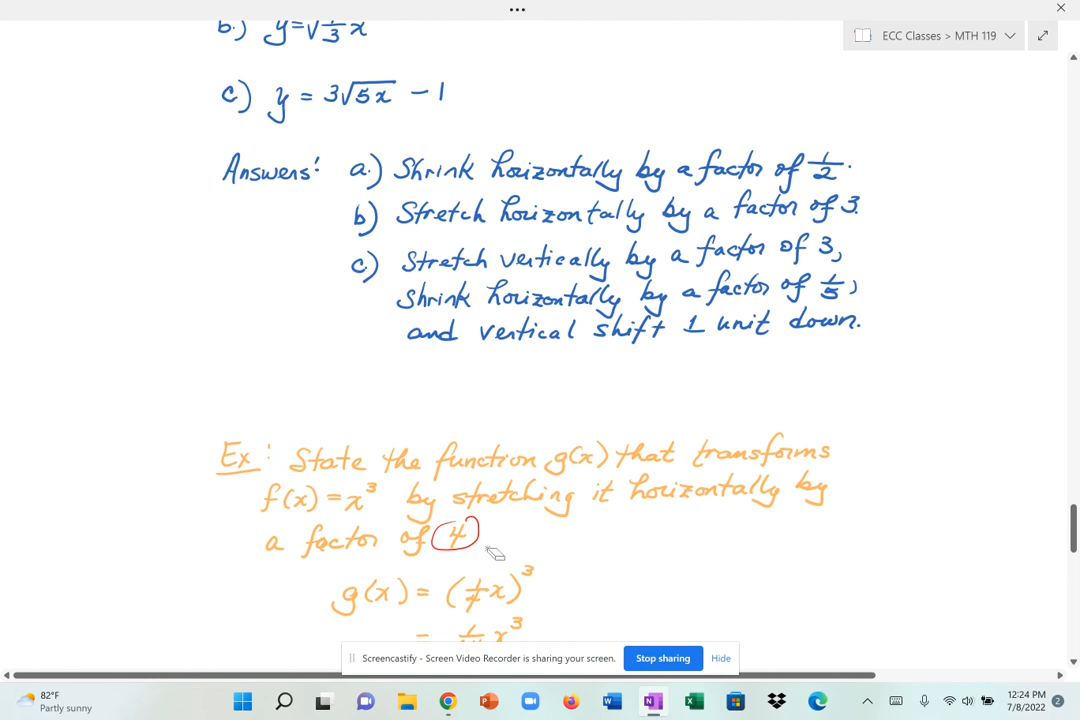 •••
ECC Classes > MTH 119
b.) y=√⅓x
c) y = 3√5x − 1
Answers: a.) Shrink horizontally by a factor of 1/2.
b) Stretch horizontally by a factor of 3.
c) Stretch vertically by a factor of 3,
shrink horizontally by a factor of 1/5,
and vertical shift 1 unit down.
Ex: State the function g(x) that transforms
f(x) = x³ by stretching it horizontally by
a factor of 4
g(x) = (1/4x)³
Screencastify - Screen Video Recorder is sharing your screen.
Stop sharing
Hide
82°F
Partly sunny
12:24 PM
7/8/2022
2